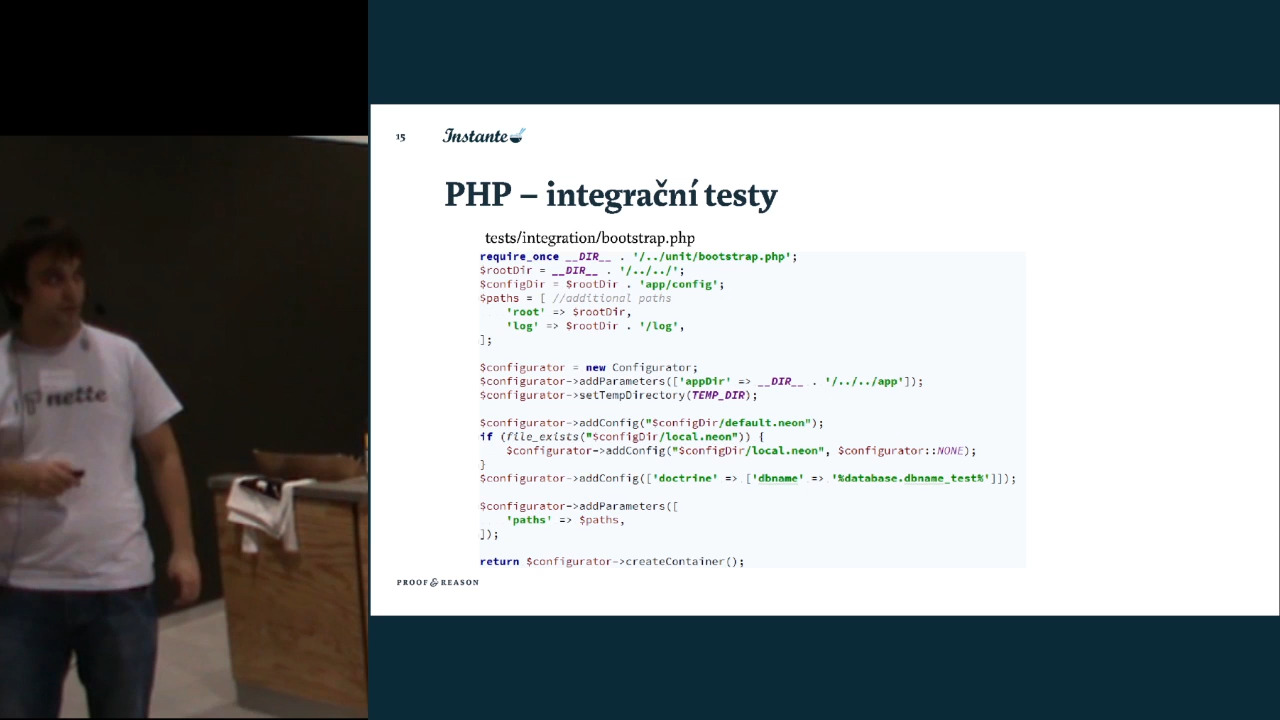 15
Instante
PHP – integrační testy
tests/integration/bootstrap.php
require_once __DIR__ . '/../unit/bootstrap.php';
$rootDir = __DIR__ . '/../../';
$configDir = $rootDir . 'app/config';
$paths = [ //additional paths
    'root' => $rootDir,
    'log' => $rootDir . '/log',
];
$configurator = new Configurator;
$configurator->addParameters(['appDir' => __DIR__ . '/../../app']);
$configurator->setTempDirectory(TEMP_DIR);
$configurator->addConfig("$configDir/default.neon");
if (file_exists("$configDir/local.neon")) {
    $configurator->addConfig("$configDir/local.neon", $configurator::NONE);
}
$configurator->addConfig(['doctrine' => ['dbname' => '%database.dbname_test%']]);
$configurator->addParameters([
    'paths' => $paths,
]);
return $configurator->createContainer();
PROOF & REASON
nette